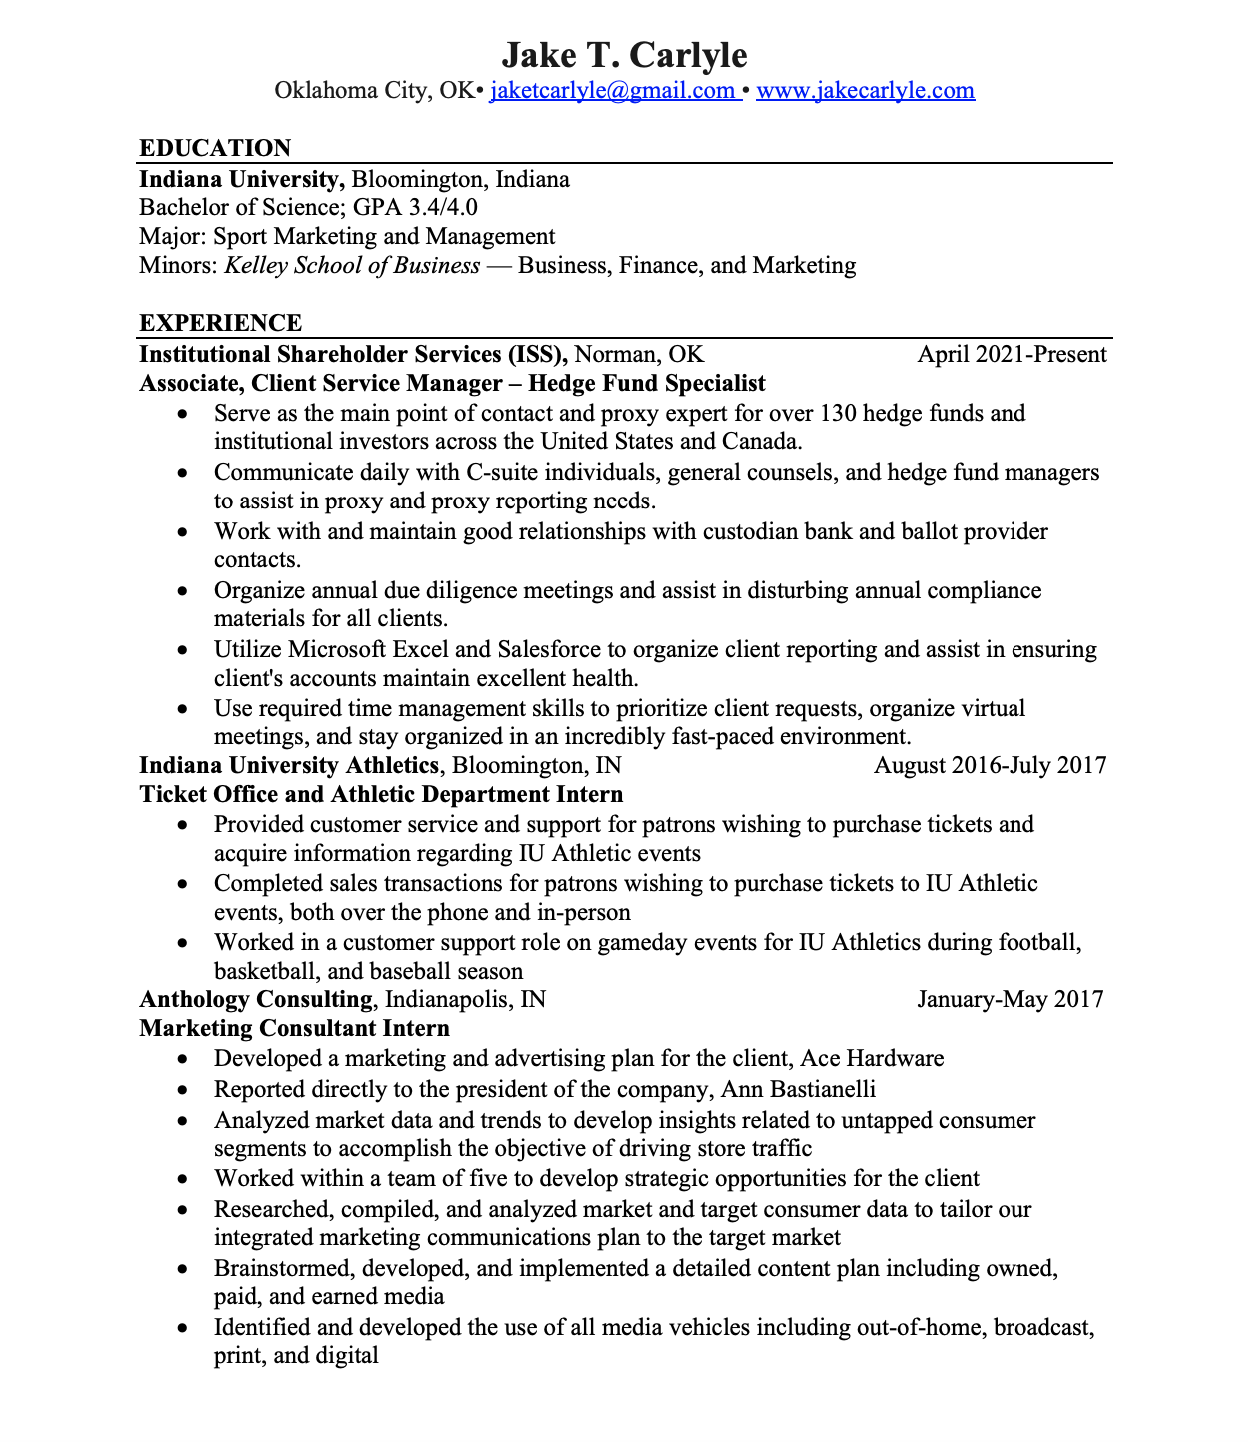 Jake T. Carlyle
Oklahoma City, OK• jaketcarlyle@gmail.com • www.jakecarlyle.com
EDUCATION
Indiana University, Bloomington, Indiana
Bachelor of Science; GPA 3.4/4.0
Major: Sport Marketing and Management
Minors: Kelley School of Business — Business, Finance, and Marketing
EXPERIENCE
Institutional Shareholder Services (ISS), Norman, OK April 2021-Present
Associate, Client Service Manager – Hedge Fund Specialist
• Serve as the main point of contact and proxy expert for over 130 hedge funds and
institutional investors across the United States and Canada.
• Communicate daily with C-suite individuals, general counsels, and hedge fund managers
to assist in proxy and proxy reporting needs.
• Work with and maintain good relationships with custodian bank and ballot provider
contacts.
• Organize annual due diligence meetings and assist in disturbing annual compliance
materials for all clients.
• Utilize Microsoft Excel and Salesforce to organize client reporting and assist in ensuring
client's accounts maintain excellent health.
• Use required time management skills to prioritize client requests, organize virtual
meetings, and stay organized in an incredibly fast-paced environment.
Indiana University Athletics, Bloomington, IN August 2016-July 2017
Ticket Office and Athletic Department Intern
• Provided customer service and support for patrons wishing to purchase tickets and
acquire information regarding IU Athletic events
• Completed sales transactions for patrons wishing to purchase tickets to IU Athletic
events, both over the phone and in-person
• Worked in a customer support role on gameday events for IU Athletics during football,
basketball, and baseball season
Anthology Consulting, Indianapolis, IN January-May 2017
Marketing Consultant Intern
• Developed a marketing and advertising plan for the client, Ace Hardware
• Reported directly to the president of the company, Ann Bastianelli
• Analyzed market data and trends to develop insights related to untapped consumer
segments to accomplish the objective of driving store traffic
• Worked within a team of five to develop strategic opportunities for the client
• Researched, compiled, and analyzed market and target consumer data to tailor our
integrated marketing communications plan to the target market
• Brainstormed, developed, and implemented a detailed content plan including owned,
paid, and earned media
• Identified and developed the use of all media vehicles including out-of-home, broadcast,
print, and digital